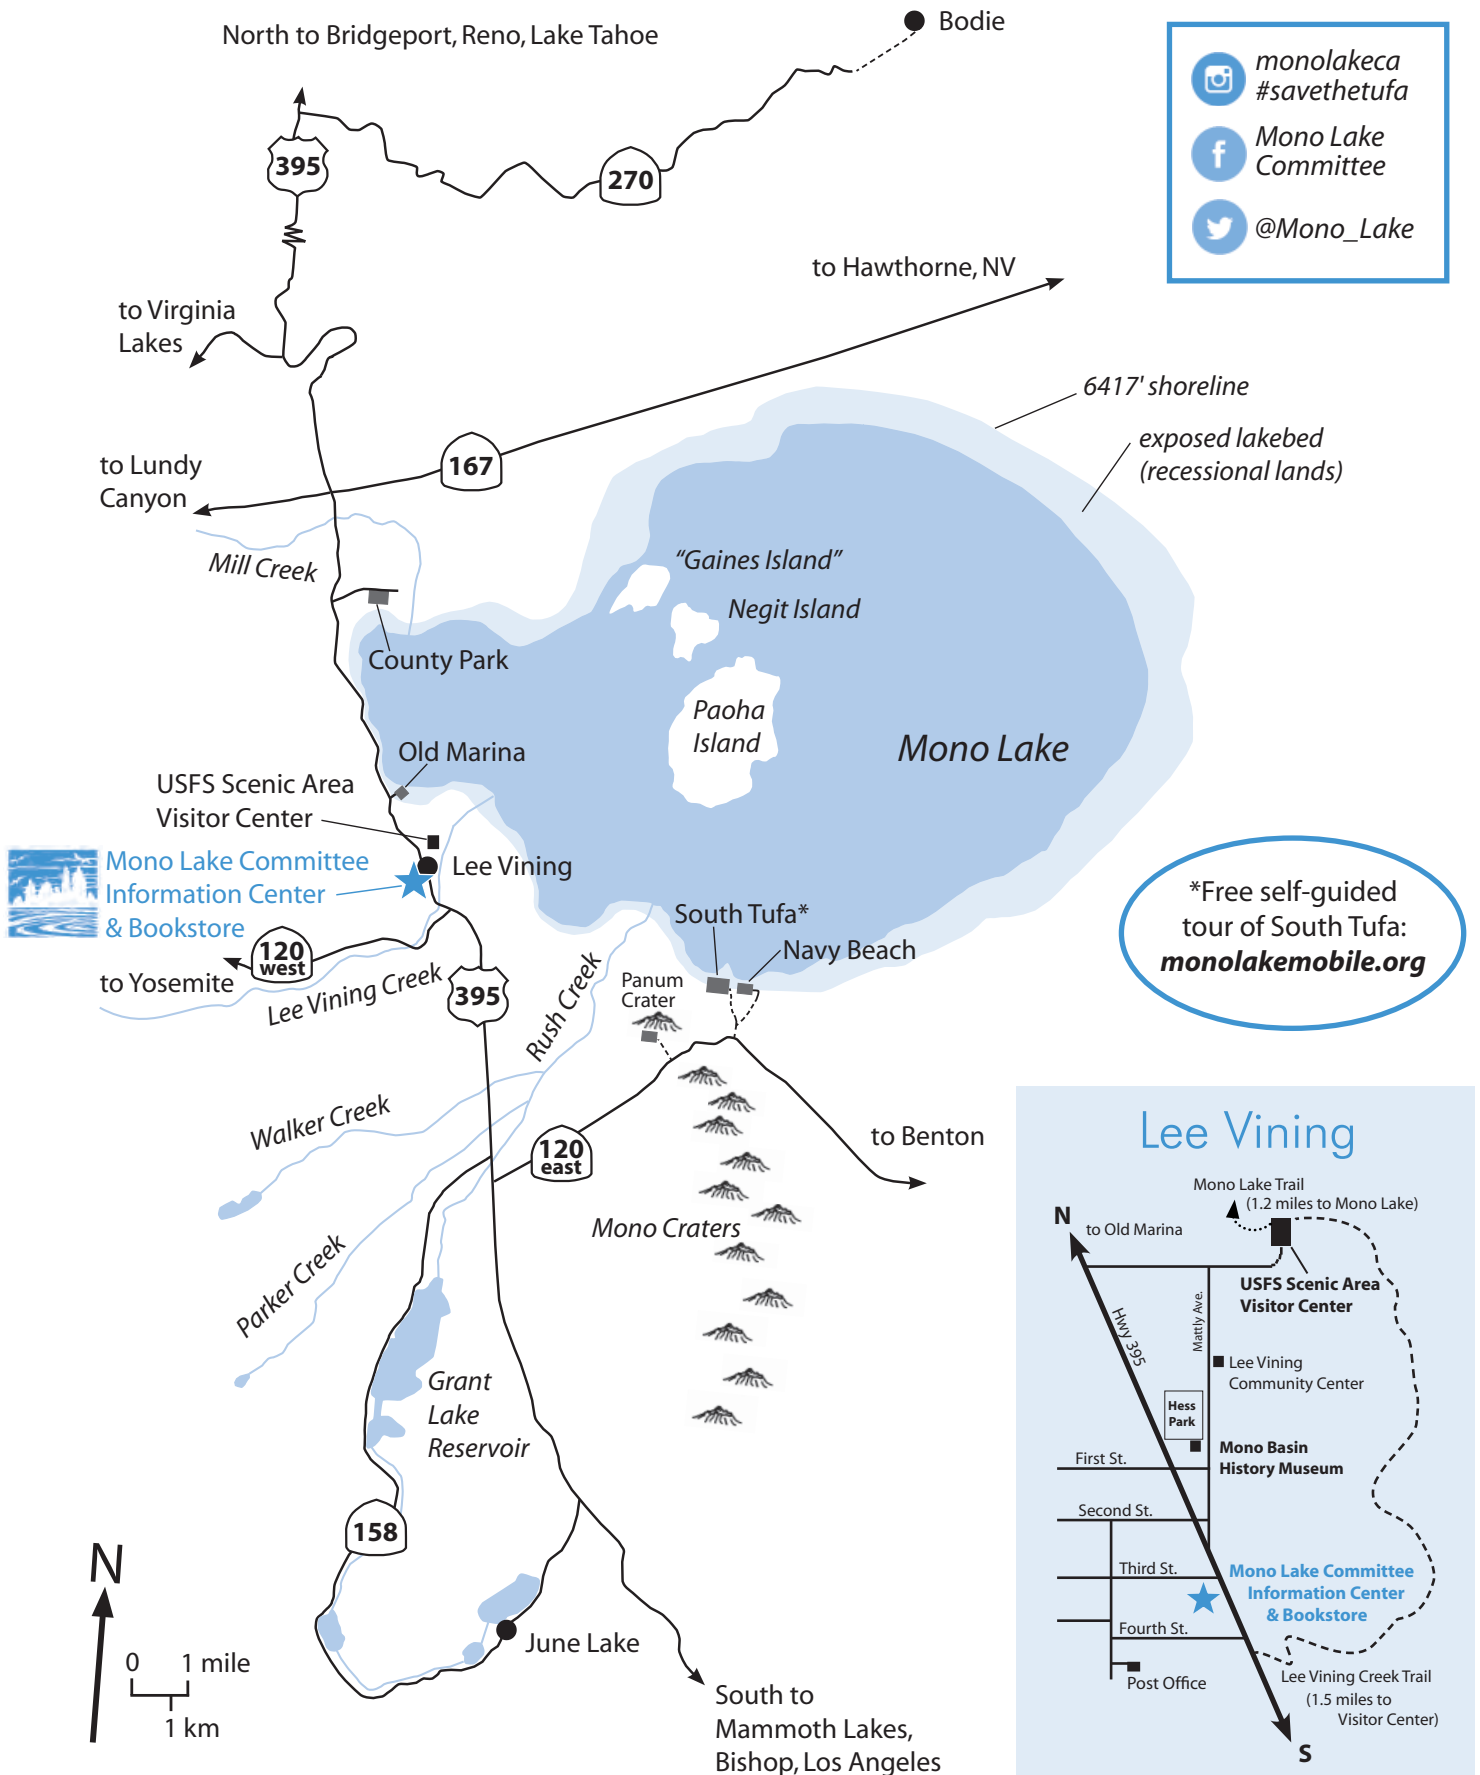 North to Bridgeport, Reno, Lake Tahoe
Bodie
monolakeca
#savethetufa
f
Mono Lake
Committee
@Mono_Lake
395
270
to Virginia
Lakes
to Hawthorne, NV
6417' shoreline
exposed lakebed
(recessional lands)
to Lundy
Canyon
167
Mill Creek
"Gaines Island"
Negit Island
County Park
Paoha
Island
Mono Lake
Old Marina
USFS Scenic Area
Visitor Center
Mono Lake Committee
Information Center
& Bookstore
Lee Vining
*Free self-guided
tour of South Tufa:
monolakemobile.org
South Tufa*
Navy Beach
120
west
to Yosemite
Lee Vining Creek
395
Rush Creek
Panum
Crater
Walker Creek
120
east
to Benton
Mono Craters
Parker Creek
Grant
Lake
Reservoir
158
June Lake
N
0 1 mile
1 km
South to
Mammoth Lakes,
Bishop, Los Angeles
Lee Vining
Mono Lake Trail
(1.2 miles to Mono Lake)
N
to Old Marina
USFS Scenic Area
Visitor Center
Hwy 395
Mattly Ave.
Lee Vining
Community Center
Hess
Park
Mono Basin
History Museum
First St.
Second St.
Third St.
Mono Lake Committee
Information Center
& Bookstore
Fourth St.
Post Office
Lee Vining Creek Trail
(1.5 miles to
Visitor Center)
S